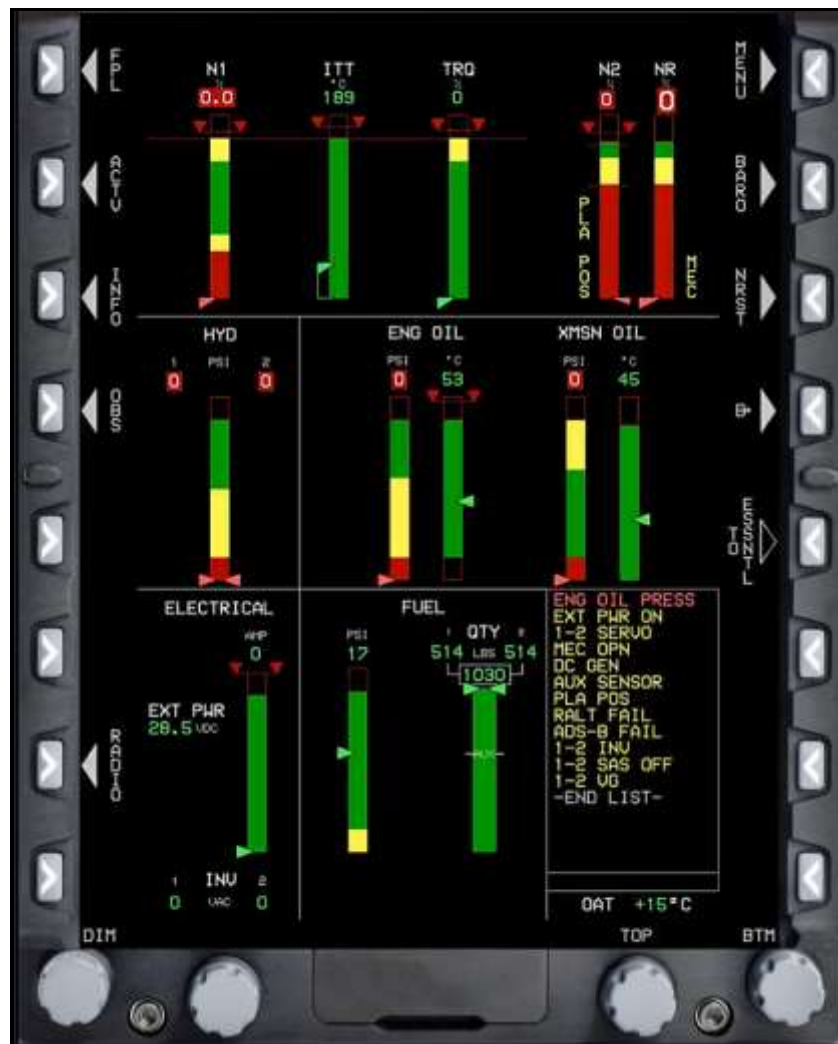 FPL
MENU
N1
%
0.0
ITT
°C
189
TRQ
%
0
N2
%
0
NR
%
0
ACTV
BARO
PLA POS
MEC
INFO
NRST
HYD
1 PSI 2
0 0
ENG OIL
PSI °C
0 53
XMSN OIL
PSI °C
0 45
OBS
ESSNTL TO
ELECTRICAL
AMP
0
EXT PWR
28.5 VDC
1 INV 2
0 VAC 0
FUEL
PSI
17
1 QTY 2
514 LBS 514
1030
AUX
ENG OIL PRESS
EXT PWR ON
1-2 SERVO
MEC OPN
DC GEN
AUX SENSOR
PLA POS
RALT FAIL
ADS-B FAIL
1-2 INV
1-2 SAS OFF
1-2 VG
-END LIST-
RADIO
OAT +15°C
DIM
TOP
BTM